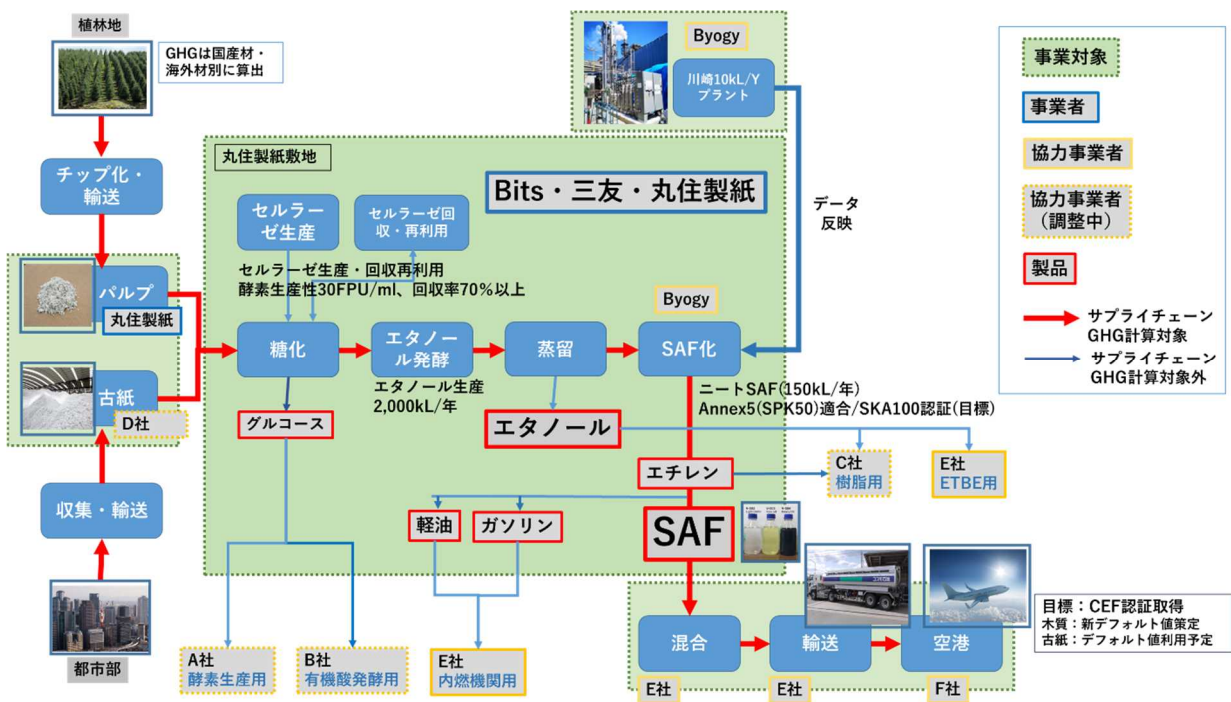 植林地
GHGは国産材・
海外材別に算出
チップ化・
輸送
パルプ
丸住製紙
古紙
D社
収集・輸送
都市部
Byogy
川崎10kL/Y
プラント
データ
反映
丸住製紙敷地
Bits・三友・丸住製紙
セルラー
ゼ生産
セルラーゼ回
収・再利用
セルラーゼ生産・回収再利用
酵素生産性30FPU/ml、回収率70%以上
Byogy
糖化
エタノー
ル発酵
蒸留
SAF化
エタノール生産
2,000kL/年
ニートSAF(150kL/年)
Annex5(SPK50)適合/SKA100認証(目標)
グルコース
エタノール
エチレン
軽油
ガソリン
SAF
C社
樹脂用
E社
ETBE用
A社
酵素生産用
B社
有機酸発酵用
E社
内燃機関用
混合
輸送
空港
E社
E社
F社
目標：CEF認証取得
木質：新デフォルト値策定
古紙：デフォルト値利用予定
事業対象
事業者
協力事業者
協力事業者
（調整中）
製品
サプライチェーン
GHG計算対象
サプライチェーン
GHG計算対象外